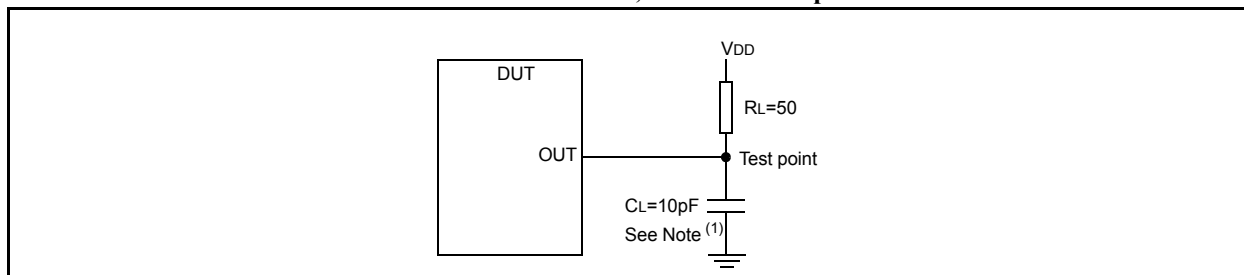 VDD
DUT
RL=50
OUT
Test point
CL=10pF
See Note (1)